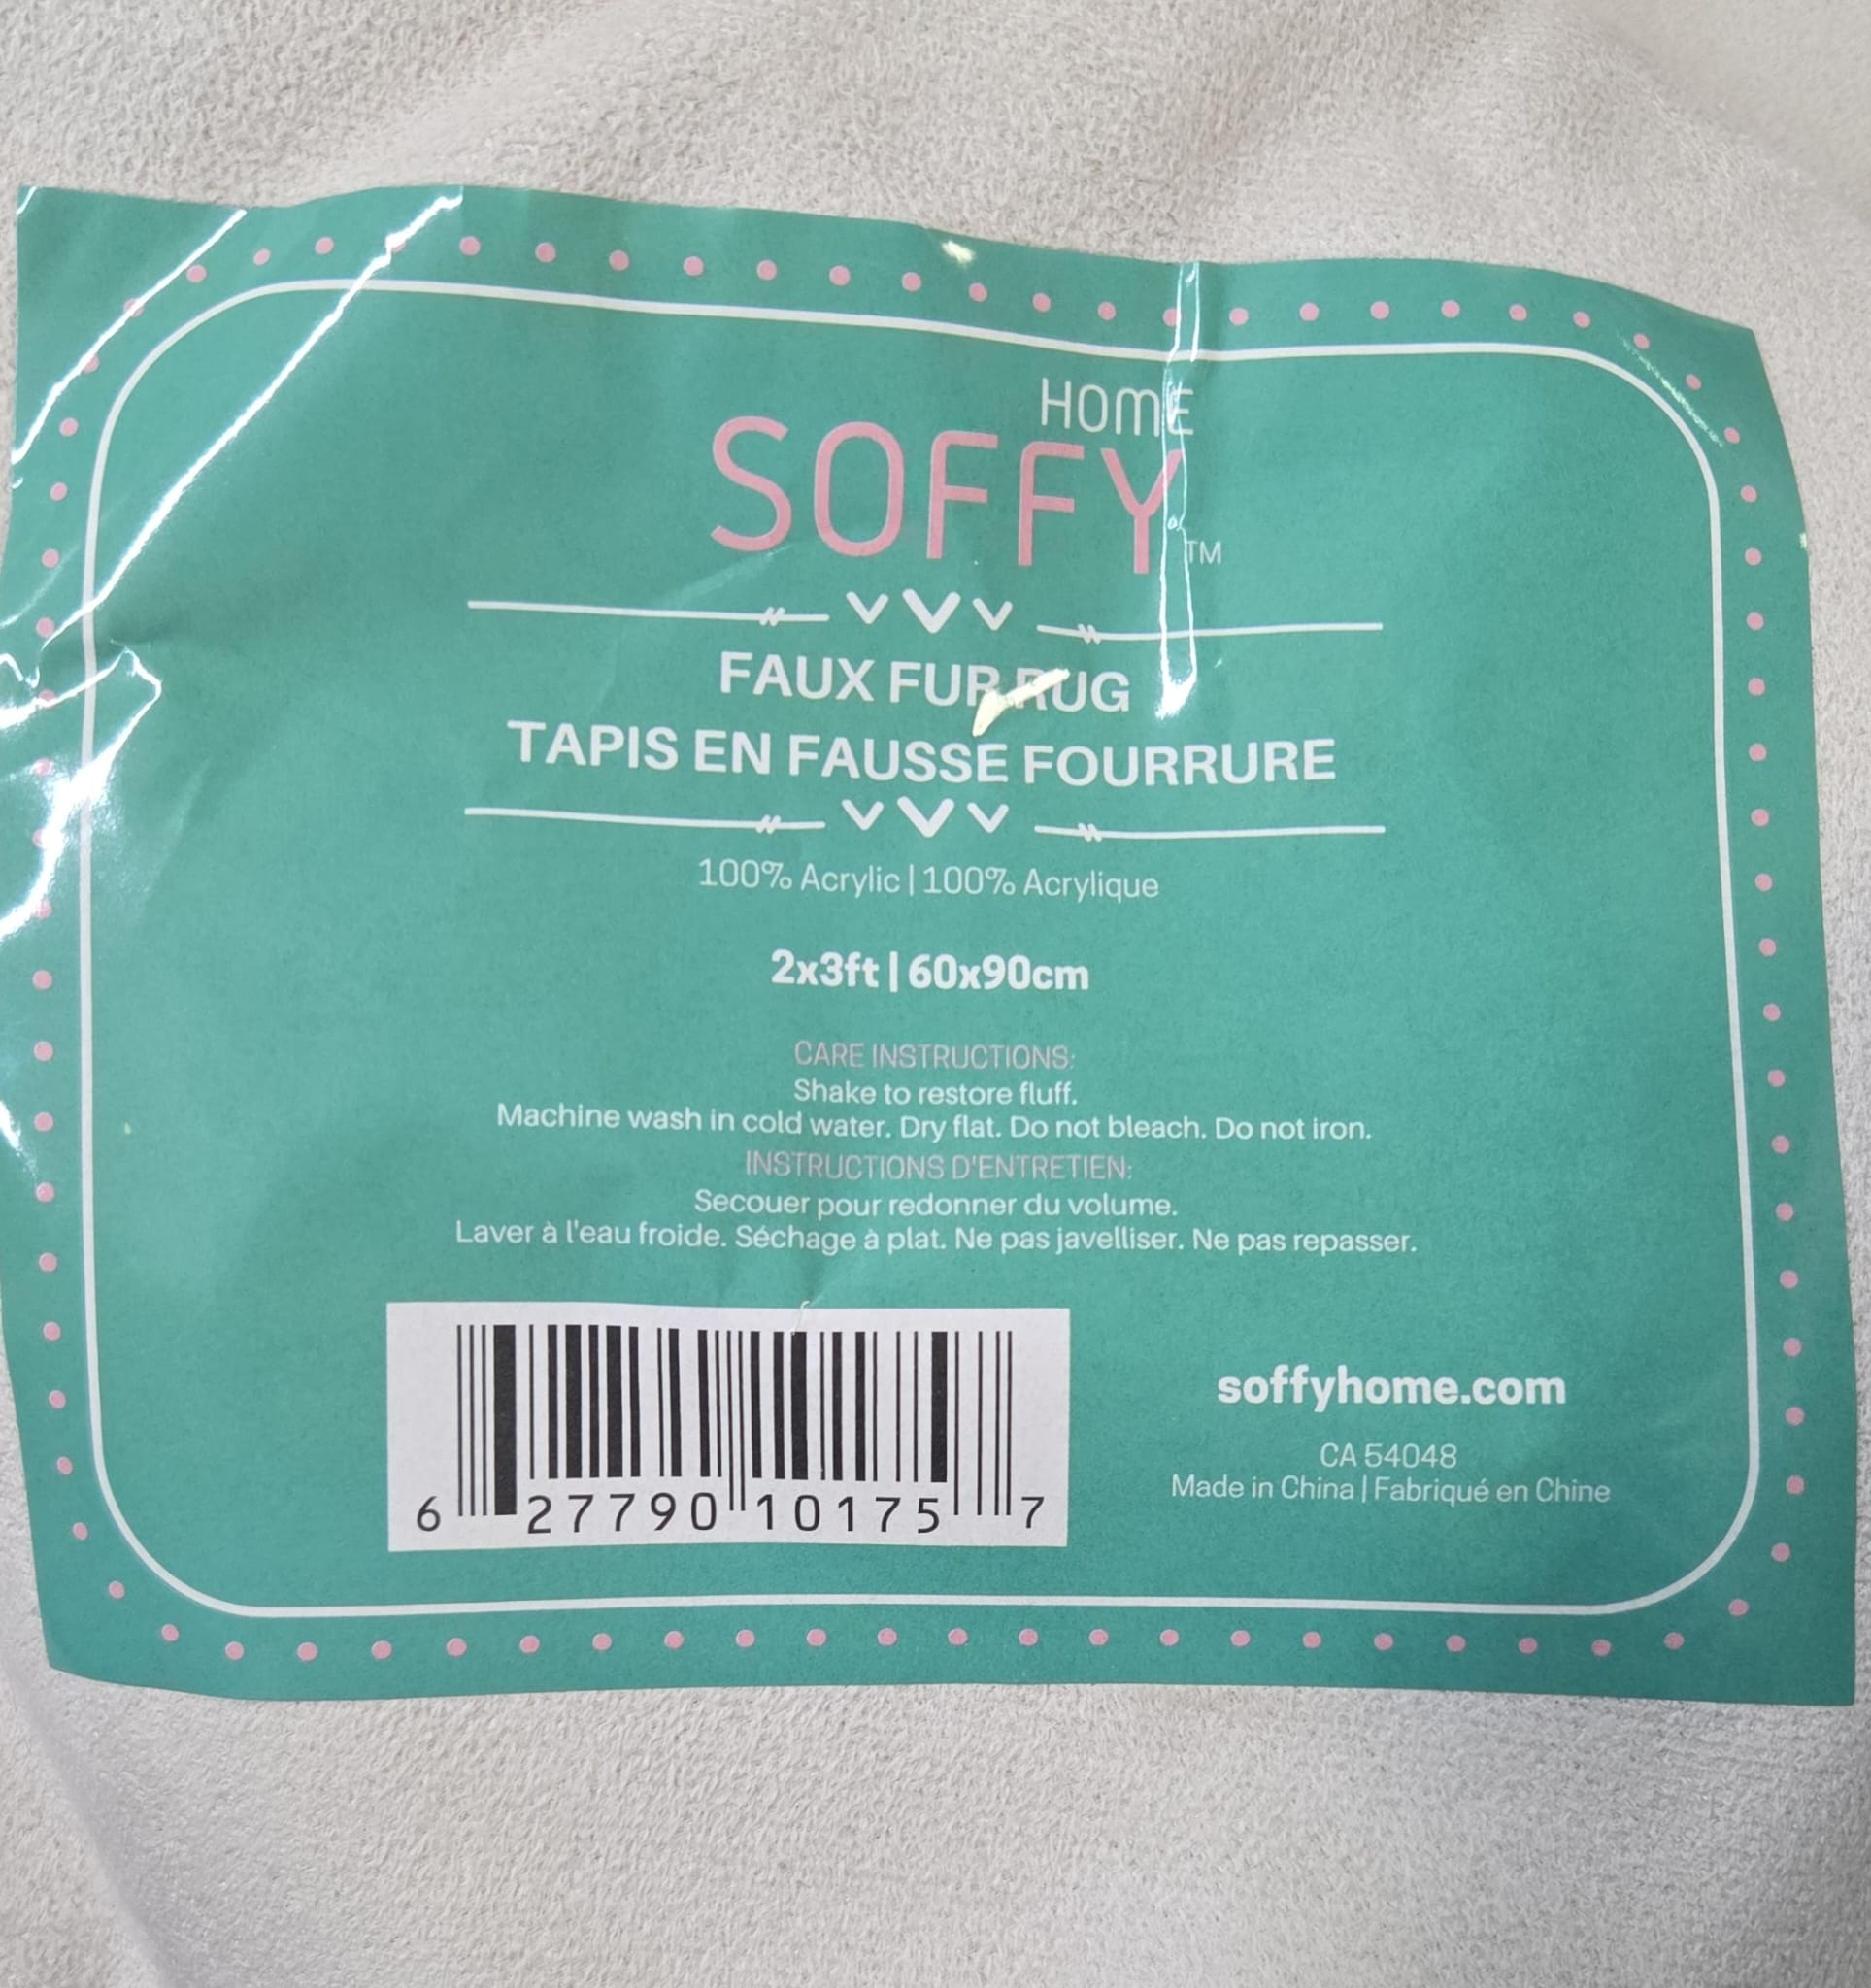 HOME
SOFFY™
FAUX FUR RUG
TAPIS EN FAUSSE FOURRURE
100% Acrylic | 100% Acrylique
2x3ft | 60x90cm
CARE INSTRUCTIONS:
Shake to restore fluff.
Machine wash in cold water. Dry flat. Do not bleach. Do not iron.
INSTRUCTIONS D'ENTRETIEN:
Secouer pour redonner du volume.
Laver à l'eau froide. Séchage à plat. Ne pas javelliser. Ne pas repasser.
soffyhome.com
CA 54048
Made in China | Fabriqué en Chine
6 27790 10175 7